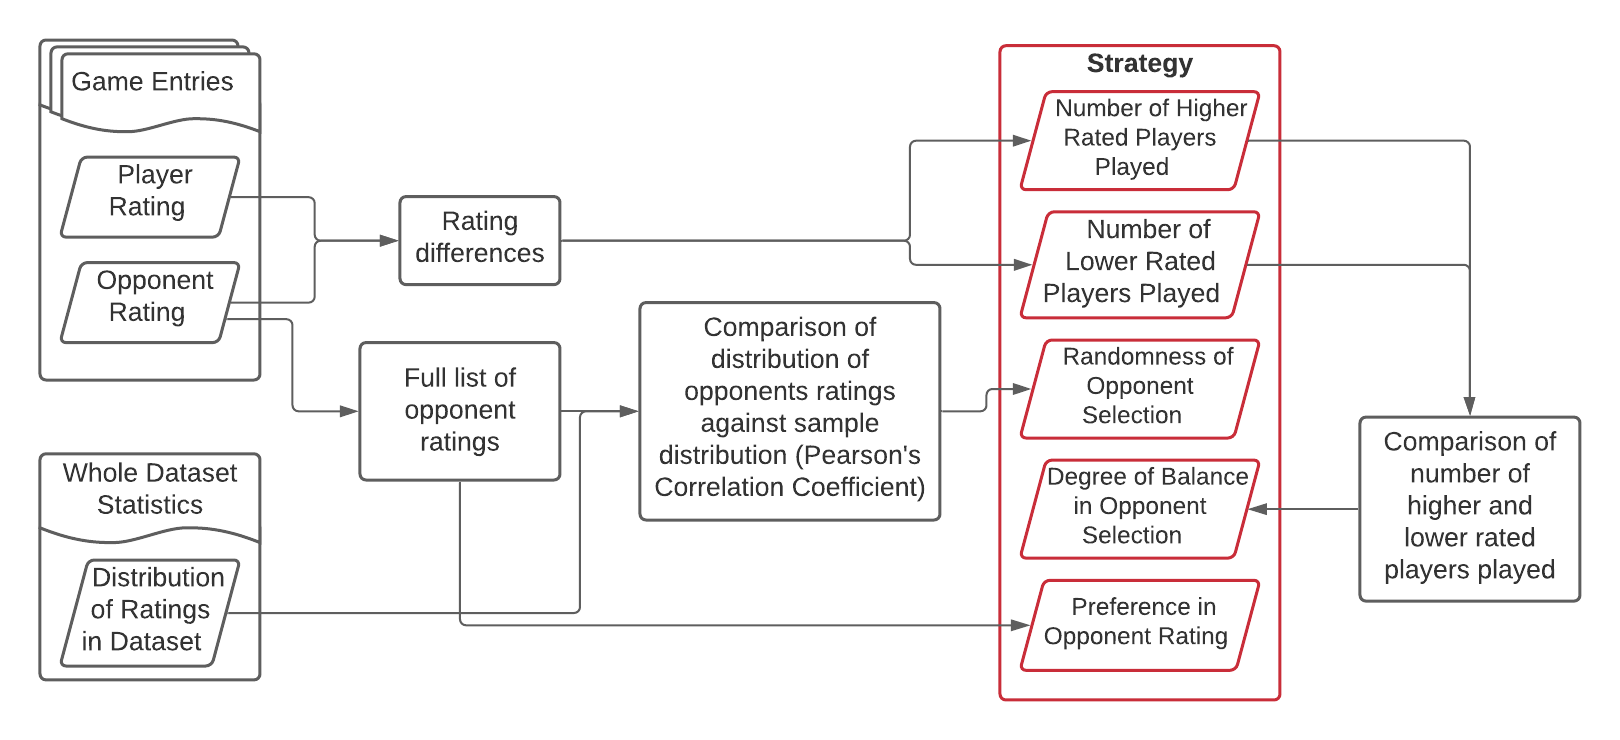 Game Entries
Player
Rating
Opponent
Rating
Whole Dataset
Statistics
Distribution
of Ratings
in Dataset
Rating
differences
Full list of
opponent
ratings
Comparison of
distribution of
opponents ratings
against sample
distribution (Pearson's
Correlation Coefficient)
Strategy
Number of Higher
Rated Players
Played
Number of
Lower Rated
Players Played
Randomness of
Opponent
Selection
Degree of Balance
in Opponent
Selection
Preference in
Opponent Rating
Comparison of
number of
higher and
lower rated
players played